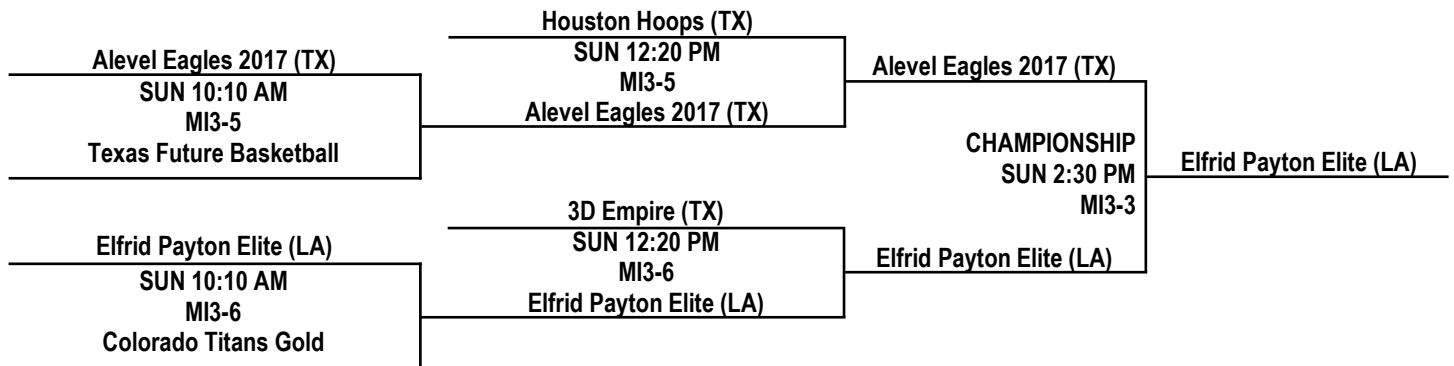 Houston Hoops (TX)
Alevel Eagles 2017 (TX)
SUN 12:20 PM
Alevel Eagles 2017 (TX)
SUN 10:10 AM
MI3-5
MI3-5
Alevel Eagles 2017 (TX)
Texas Future Basketball
CHAMPIONSHIP
SUN 2:30 PM
Elfrid Payton Elite (LA)
MI3-3
3D Empire (TX)
Elfrid Payton Elite (LA)
SUN 12:20 PM
Elfrid Payton Elite (LA)
SUN 10:10 AM
MI3-6
MI3-6
Elfrid Payton Elite (LA)
Colorado Titans Gold